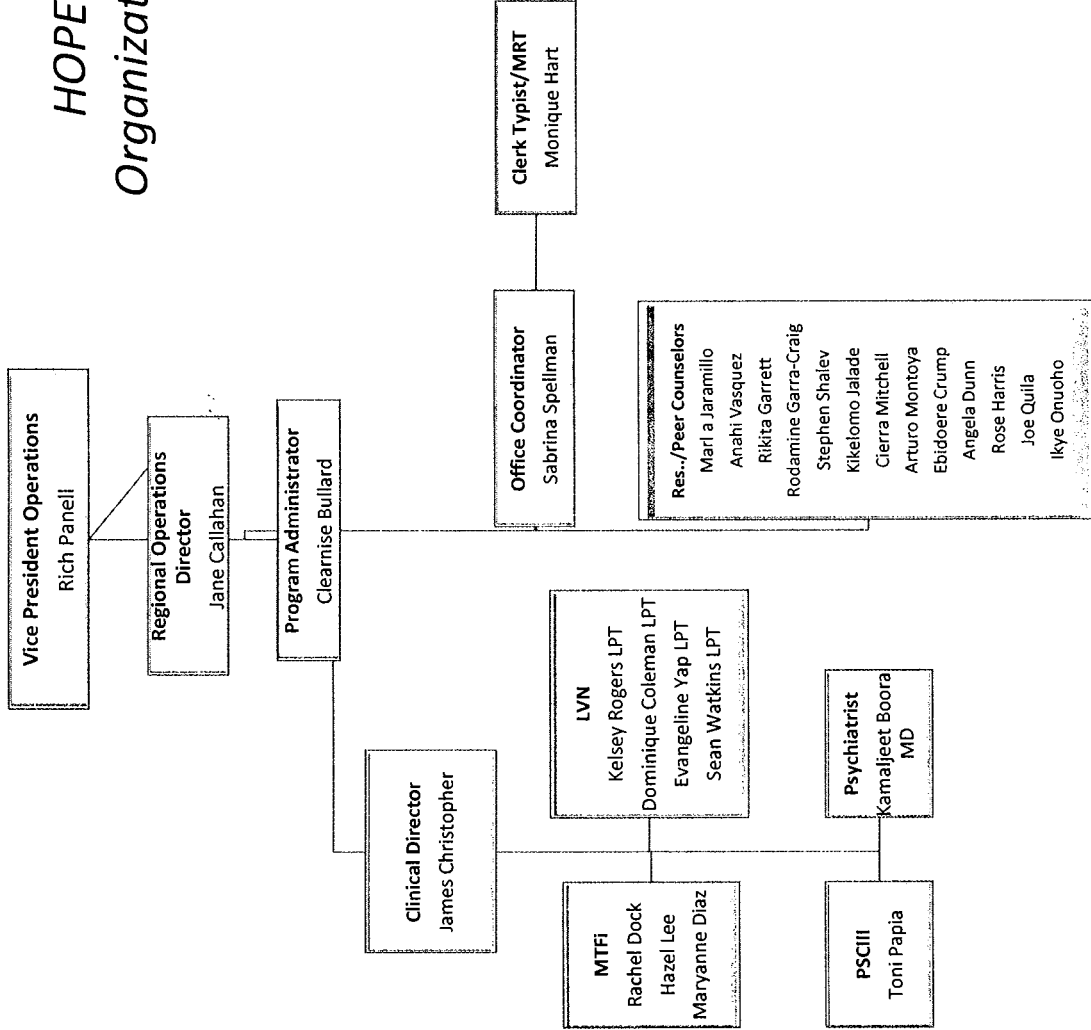 HOPE
Organizat
Vice President Operations
Rich Panell
Regional Operations
Director
Jane Callahan
Program Administrator
Clearnise Bullard
Clinical Director
James Christopher
Office Coordinator
Sabrina Spellman
Clerk Typist/MRT
Monique Hart
MTFi
Rachel Dock
Hazel Lee
Maryanne Diaz
LVN
Kelsey Rogers LPT
Dominique Coleman LPT
Evangeline Yap LPT
Sean Watkins LPT
Res../Peer Counselors
Marl a Jaramillo
Anahi Vasquez
Rikita Garrett
Rodamine Garra-Craig
Stephen Shalev
Kikelomo Jalade
Cierra Mitchell
Arturo Montoya
Ebidoere Crump
Angela Dunn
Rose Harris
Joe Quila
Ikye Onuoho
PSCIII
Toni Papia
Psychiatrist
Kamaljeet Boora
MD